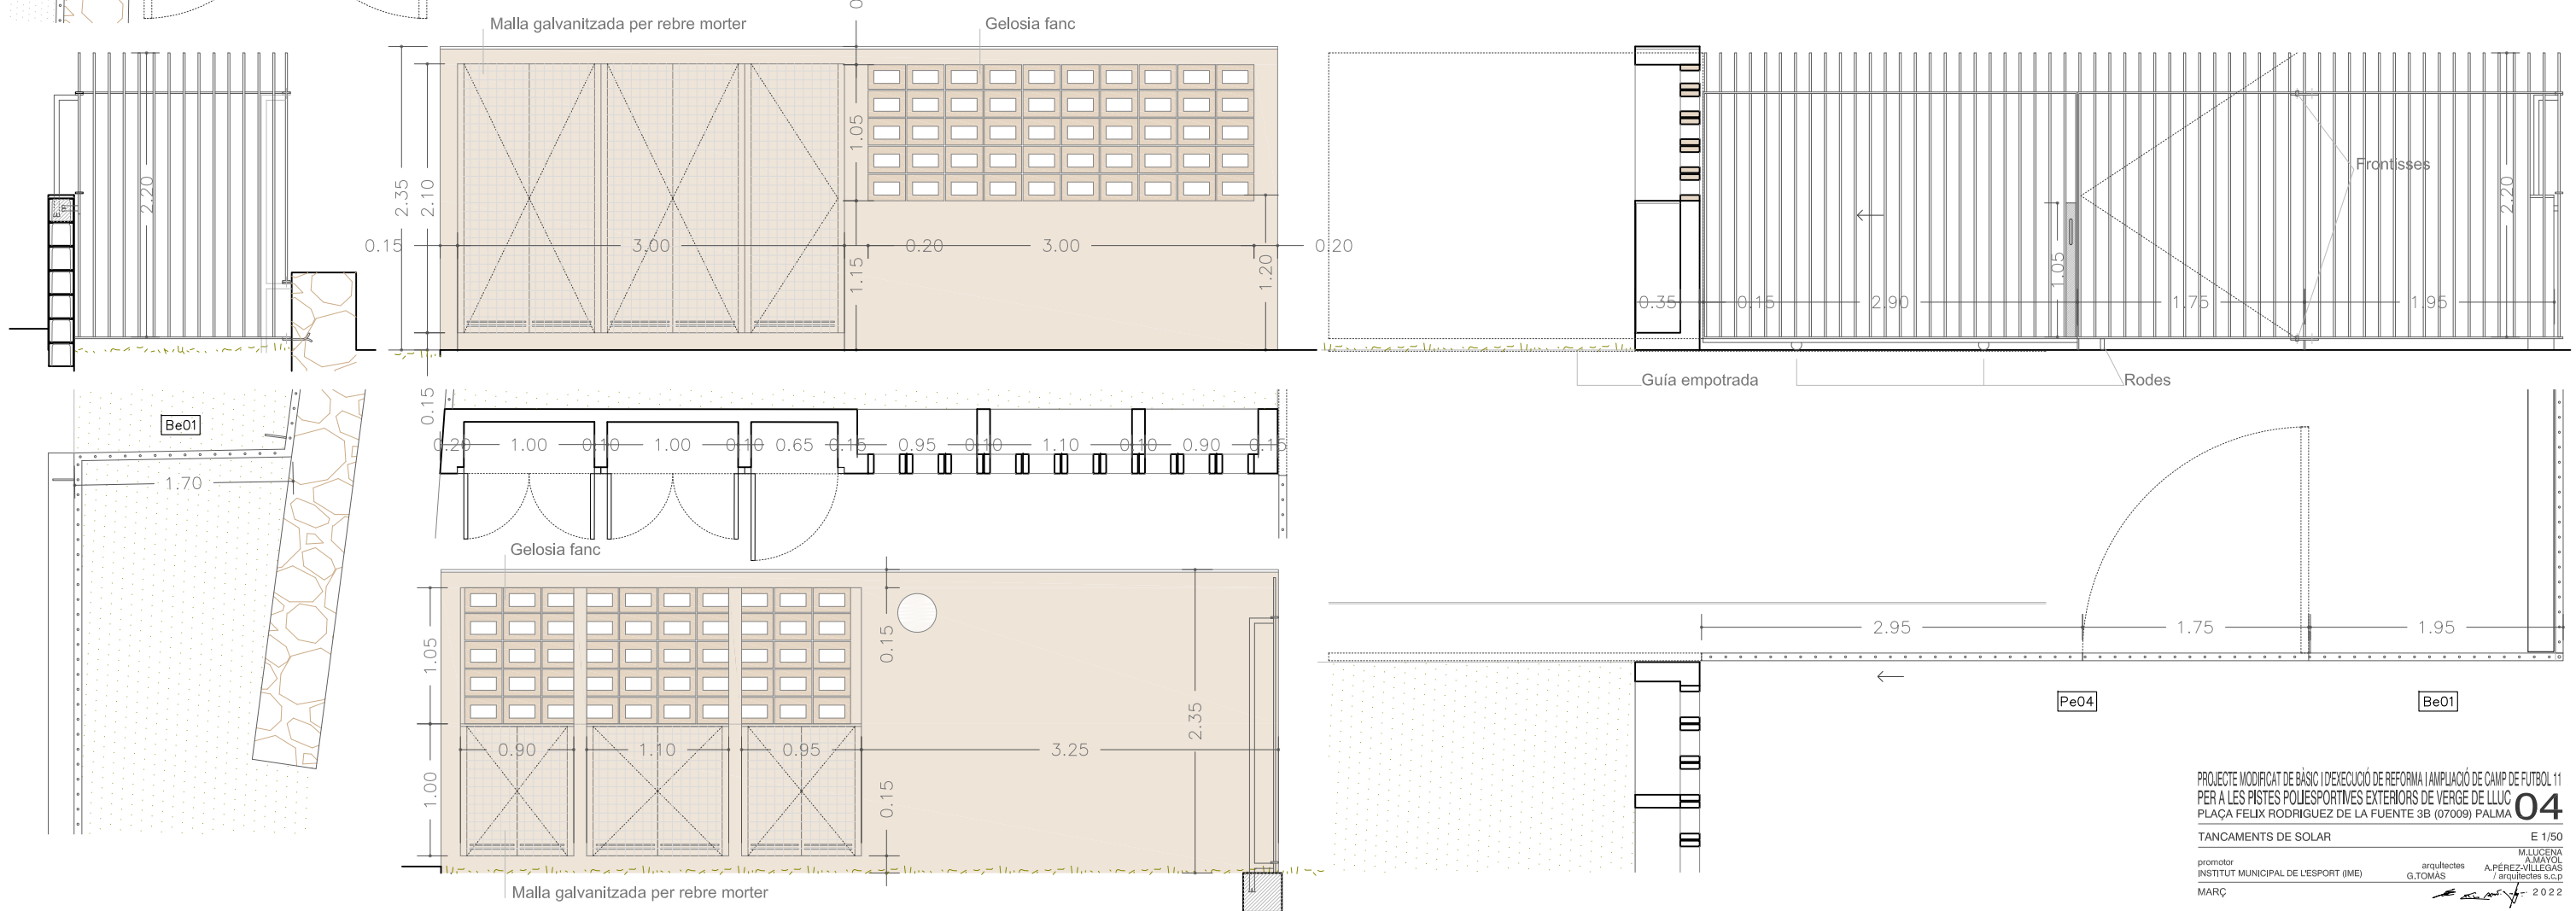 Malla galvanitzada per rebre morter
Gelosia fanc
2.20
2.35
2.10
0.15
3.00
1.05
1.15
0.20
3.00
1.20
0.20
0.35
0.15
2.90
1.05
1.75
1.95
2.20
Frontisses
Guía empotrada
Rodes
Be01
1.70
0.15
0.20
1.00
0.10
1.00
0.10
0.65
0.15
0.95
0.10
1.10
0.10
0.90
0.15
Gelosia fanc
1.05
1.00
0.90
1.10
0.95
3.25
0.15
0.15
2.35
Malla galvanitzada per rebre morter
2.95
1.75
1.95
Pe04
Be01
PROJECTE MODIFICAT DE BÀSIC I D'EXECUCIÓ DE REFORMA I AMPLIACIÓ DE CAMP DE FUTBOL 11
PER A LES PISTES POLIESPORTIVES EXTERIORS DE VERGE DE LLUC
PLAÇA FELIX RODRIGUEZ DE LA FUENTE 3B (07009) PALMA
04
TANCAMENTS DE SOLAR E 1/50
promotor
INSTITUT MUNICIPAL DE L'ESPORT (IME)
arquitectes
G.TOMÀS
M.LUCENA
A.MAYOL
A.PÉREZ-VILLEGAS
/ arquitectes s.c.p
MARÇ 2022